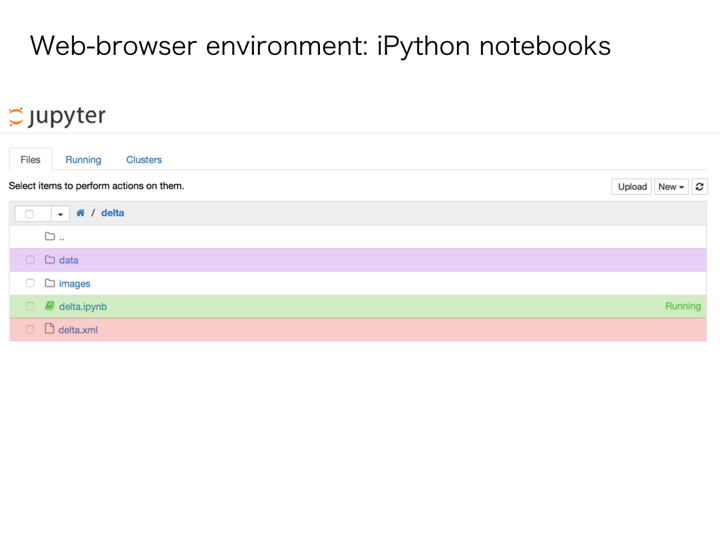 Web-browser environment: iPython notebooks
jupyter
Files Running Clusters
Select items to perform actions on them. Upload New
/ delta
..
data
images
delta.ipynb Running
delta.xml